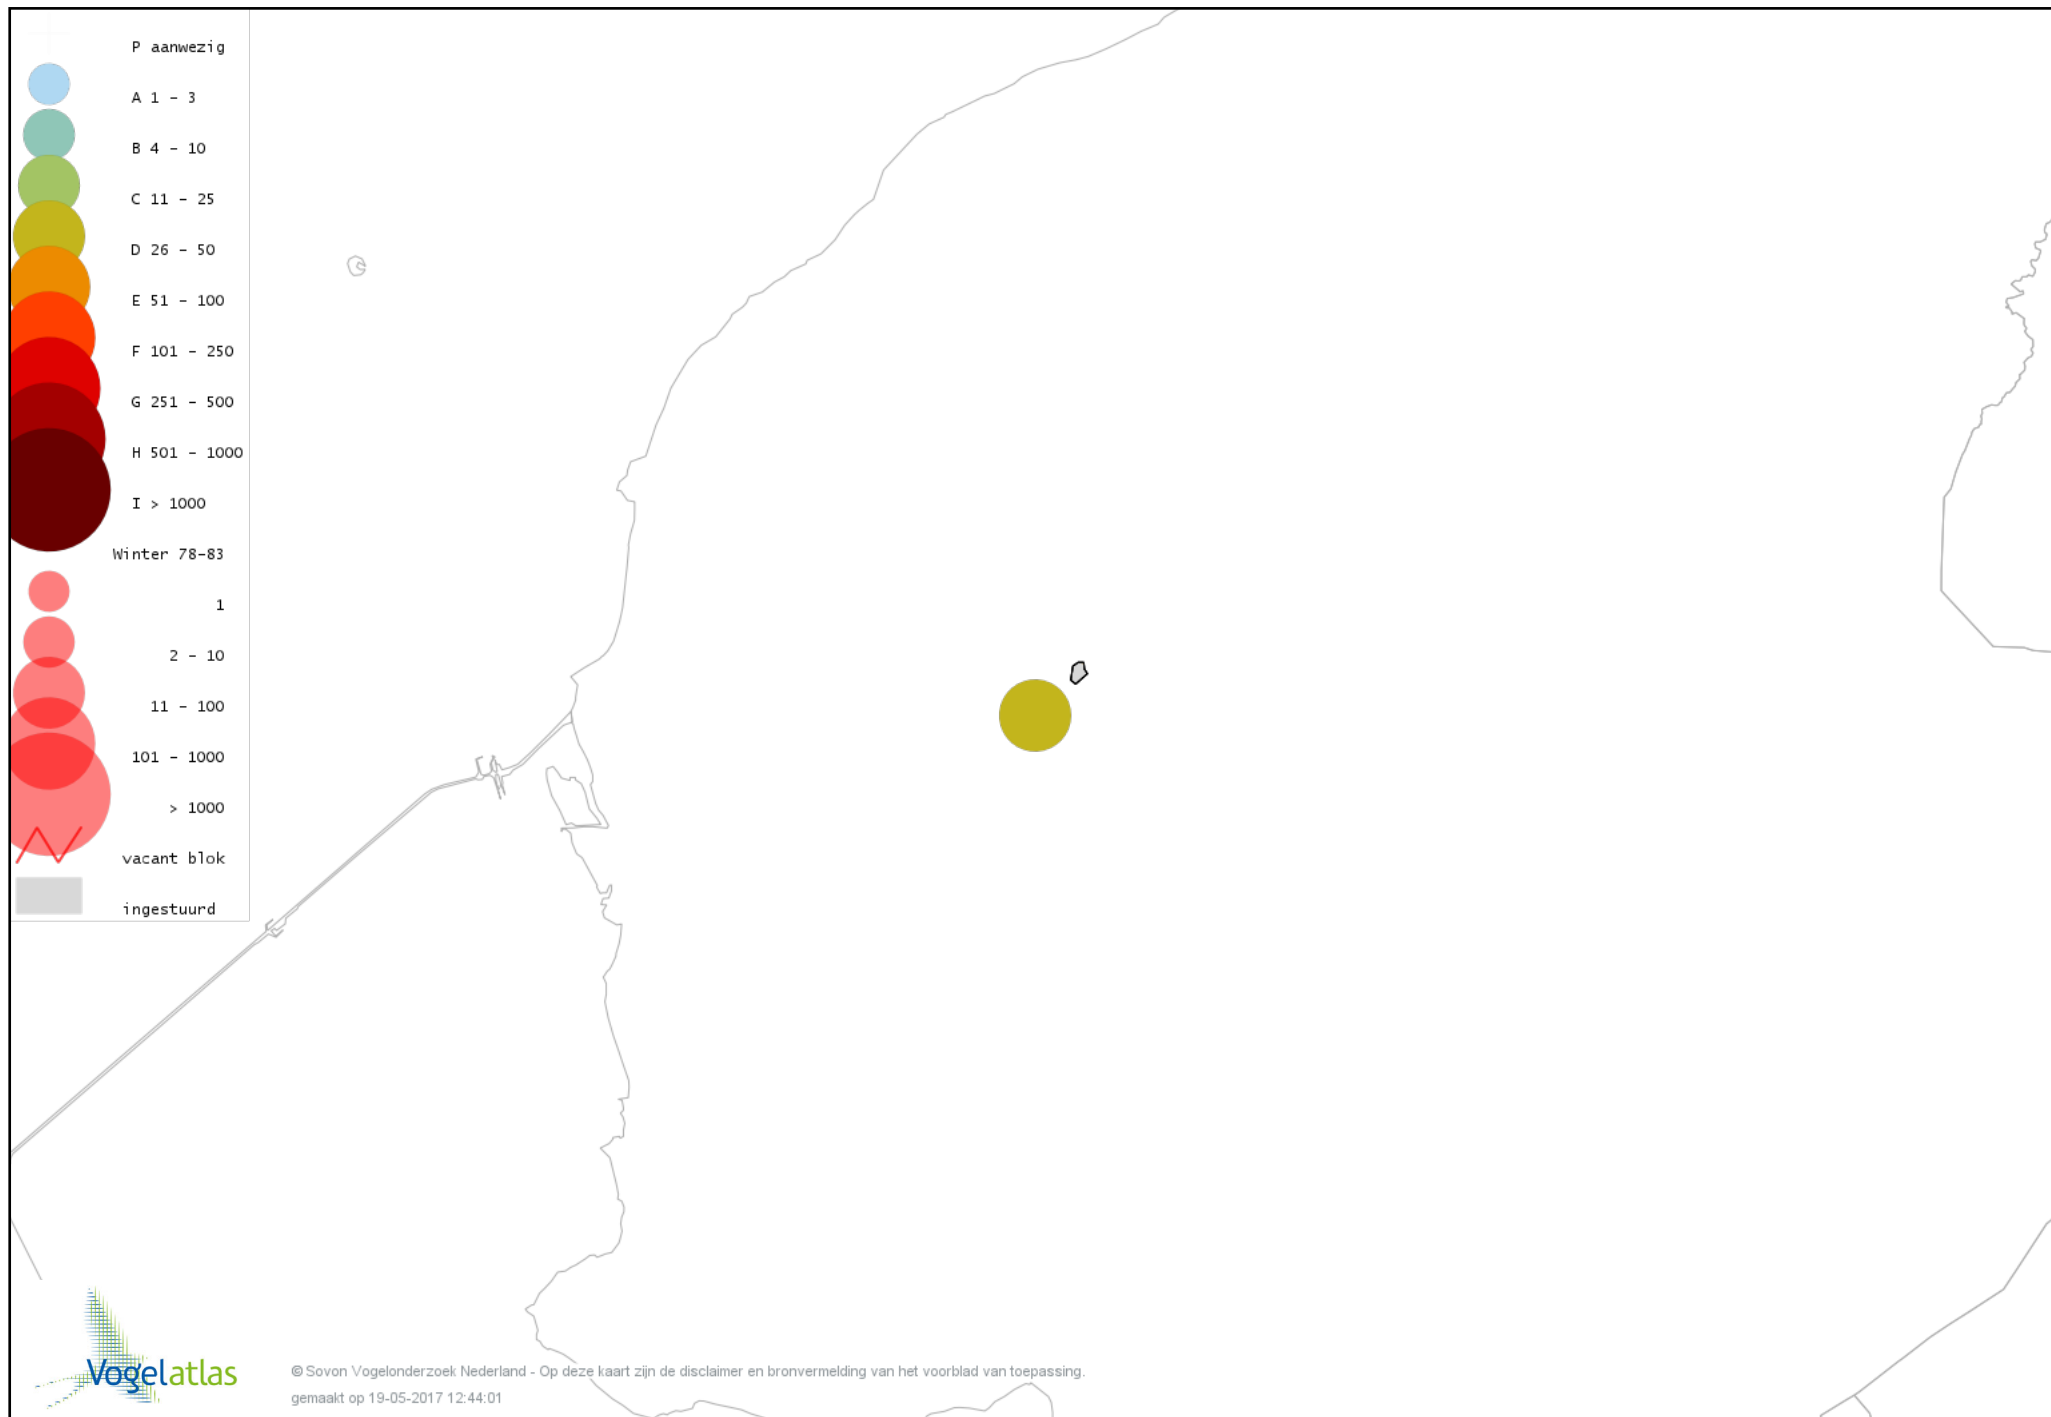 P aanwezig
A 1 - 3
B 4 - 10
C 11 - 25
D 26 - 50
E 51 - 100
F 101 - 250
G 251 - 500
H 501 - 1000
I > 1000
Winter 78-83
1
2 - 10
11 - 100
101 - 1000
> 1000
vacant blok
ingestuurd
Vogelatlas
© Sovon Vogelonderzoek Nederland - Op deze kaart zijn de disclaimer en bronvermelding van het voorblad van toepassing.
gemaakt op 19-05-2017 12:44:01